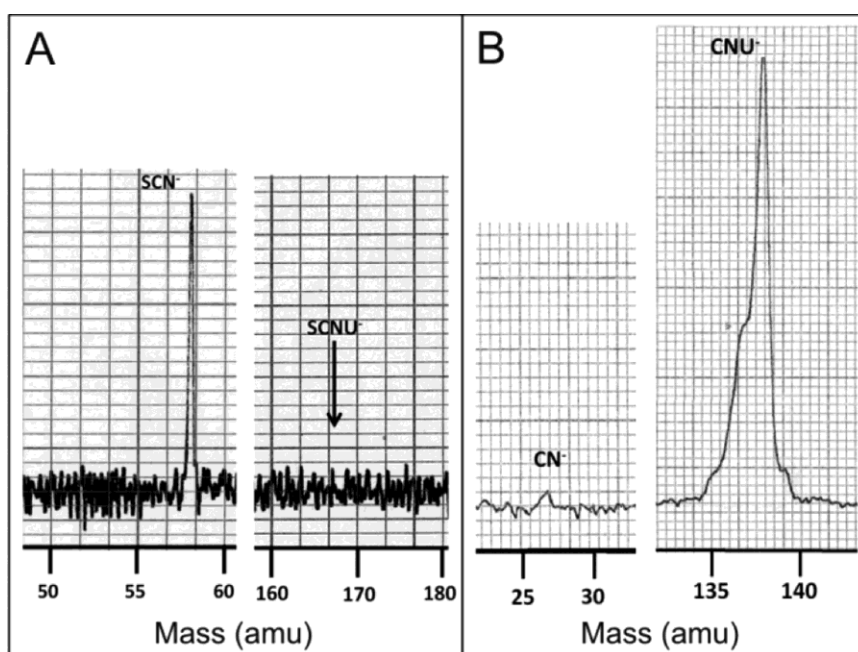 A
SCN-
SCNU-
50
55
60
160
170
180
Mass (amu)
B
CNU-
CN-
25
30
135
140
Mass (amu)